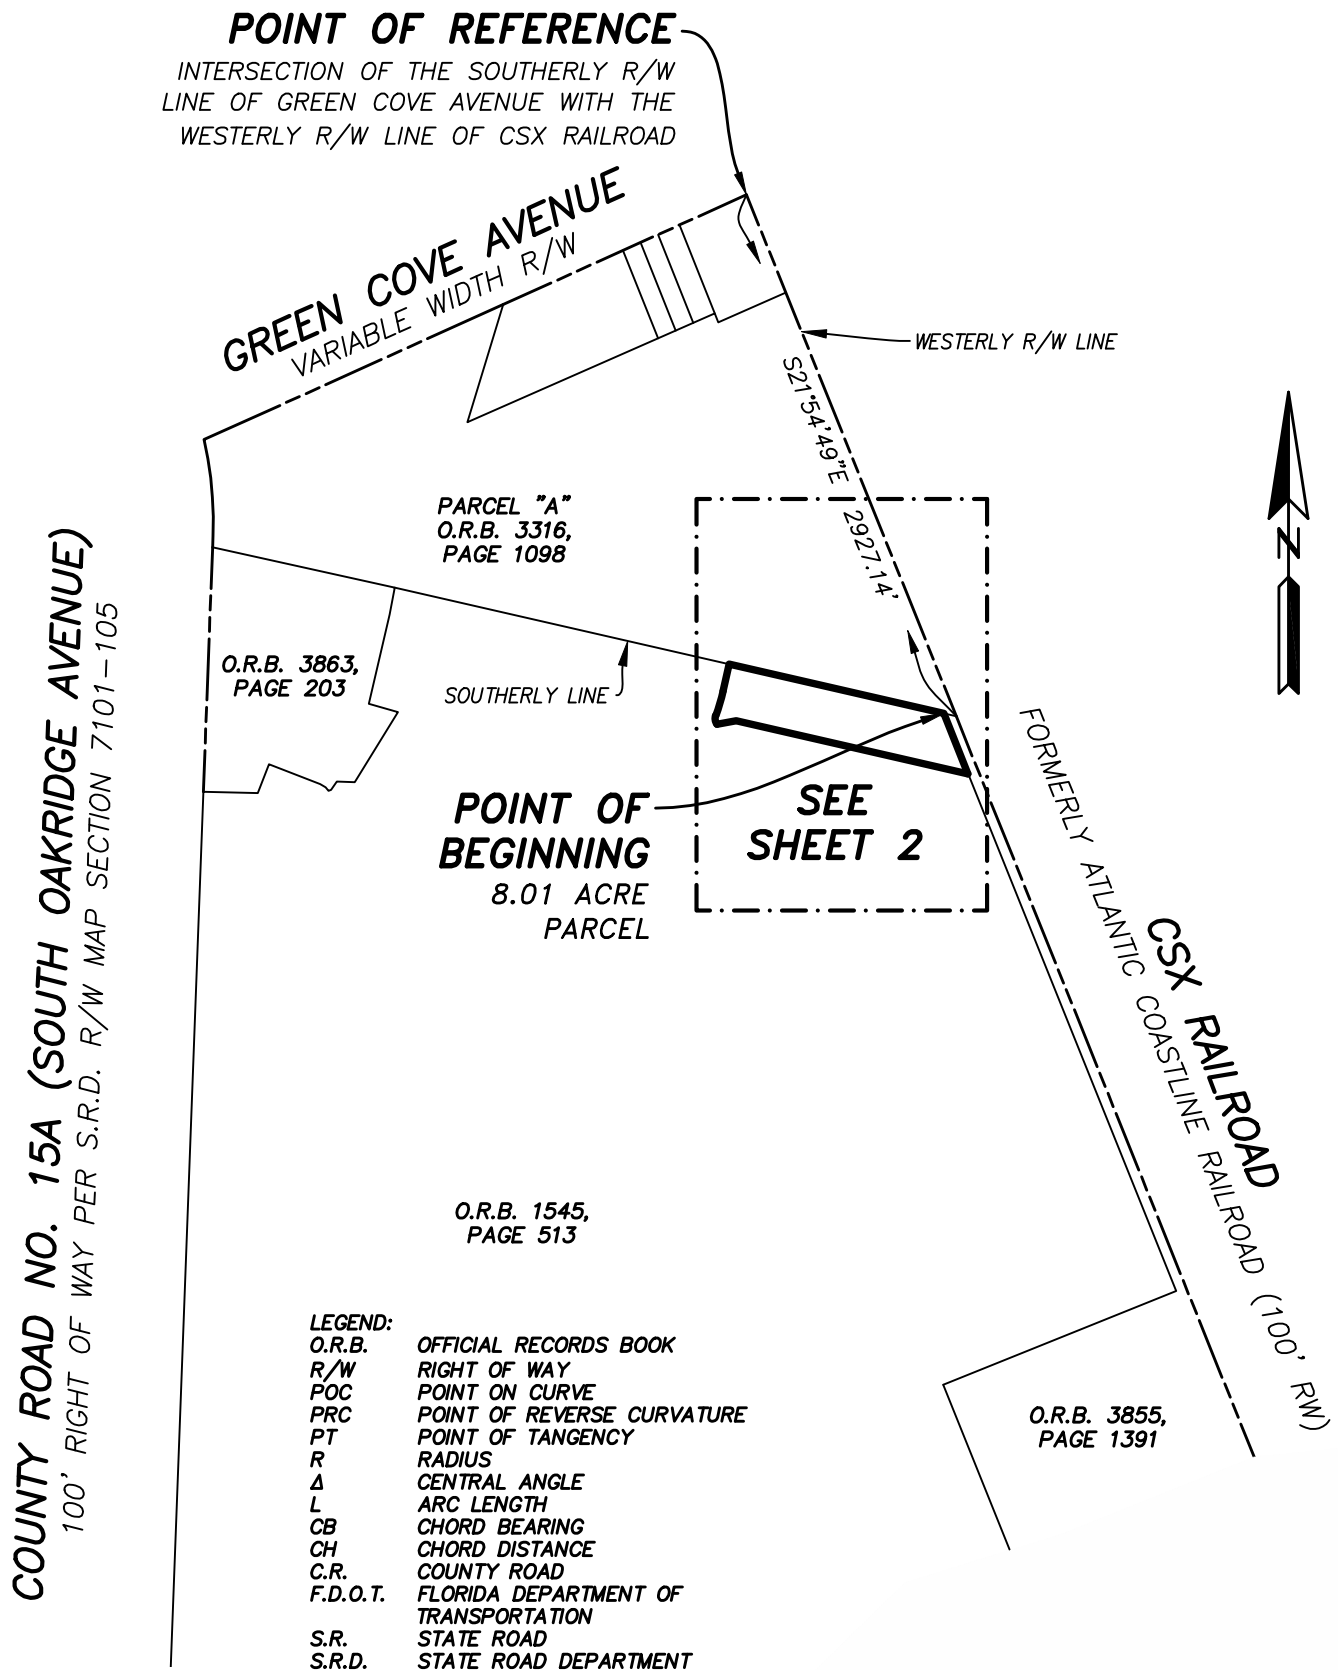 POINT OF REFERENCE
INTERSECTION OF THE SOUTHERLY R/W
LINE OF GREEN COVE AVENUE WITH THE
WESTERLY R/W LINE OF CSX RAILROAD
GREEN COVE AVENUE
VARIABLE WIDTH R/W
WESTERLY R/W LINE
S21°54'49"E 2927.14'
N
PARCEL "A"
O.R.B. 3316,
PAGE 1098
O.R.B. 3863,
PAGE 203
SOUTHERLY LINE
POINT OF
BEGINNING
8.01 ACRE
PARCEL
SEE
SHEET 2
CSX RAILROAD
FORMERLY ATLANTIC COASTLINE RAILROAD (100' RW)
COUNTY ROAD NO. 15A (SOUTH OAKRIDGE AVENUE)
100' RIGHT OF WAY PER S.R.D. R/W MAP SECTION 7101-105
O.R.B. 1545,
PAGE 513
O.R.B. 3855,
PAGE 1391
LEGEND:
O.R.B. OFFICIAL RECORDS BOOK
R/W RIGHT OF WAY
POC POINT ON CURVE
PRC POINT OF REVERSE CURVATURE
PT POINT OF TANGENCY
R RADIUS
Δ CENTRAL ANGLE
L ARC LENGTH
CB CHORD BEARING
CH CHORD DISTANCE
C.R. COUNTY ROAD
F.D.O.T. FLORIDA DEPARTMENT OF
TRANSPORTATION
S.R. STATE ROAD
S.R.D. STATE ROAD DEPARTMENT